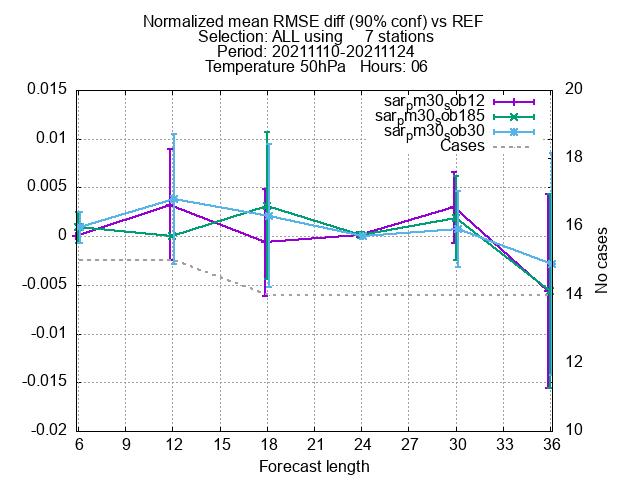 Normalized mean RMSE diff (90% conf) vs REF
Selection: ALL using 7 stations
Period: 20211110-20211124
Temperature 50hPa Hours: 06
0.015
0.01
0.005
0
-0.005
-0.01
-0.015
-0.02
20
18
16
14
12
10
No cases
sarpm30sob12
sarpm30sob185
sarpm30sob30
Cases
6 9 12 15 18 21 24 27 30 33 36
Forecast length